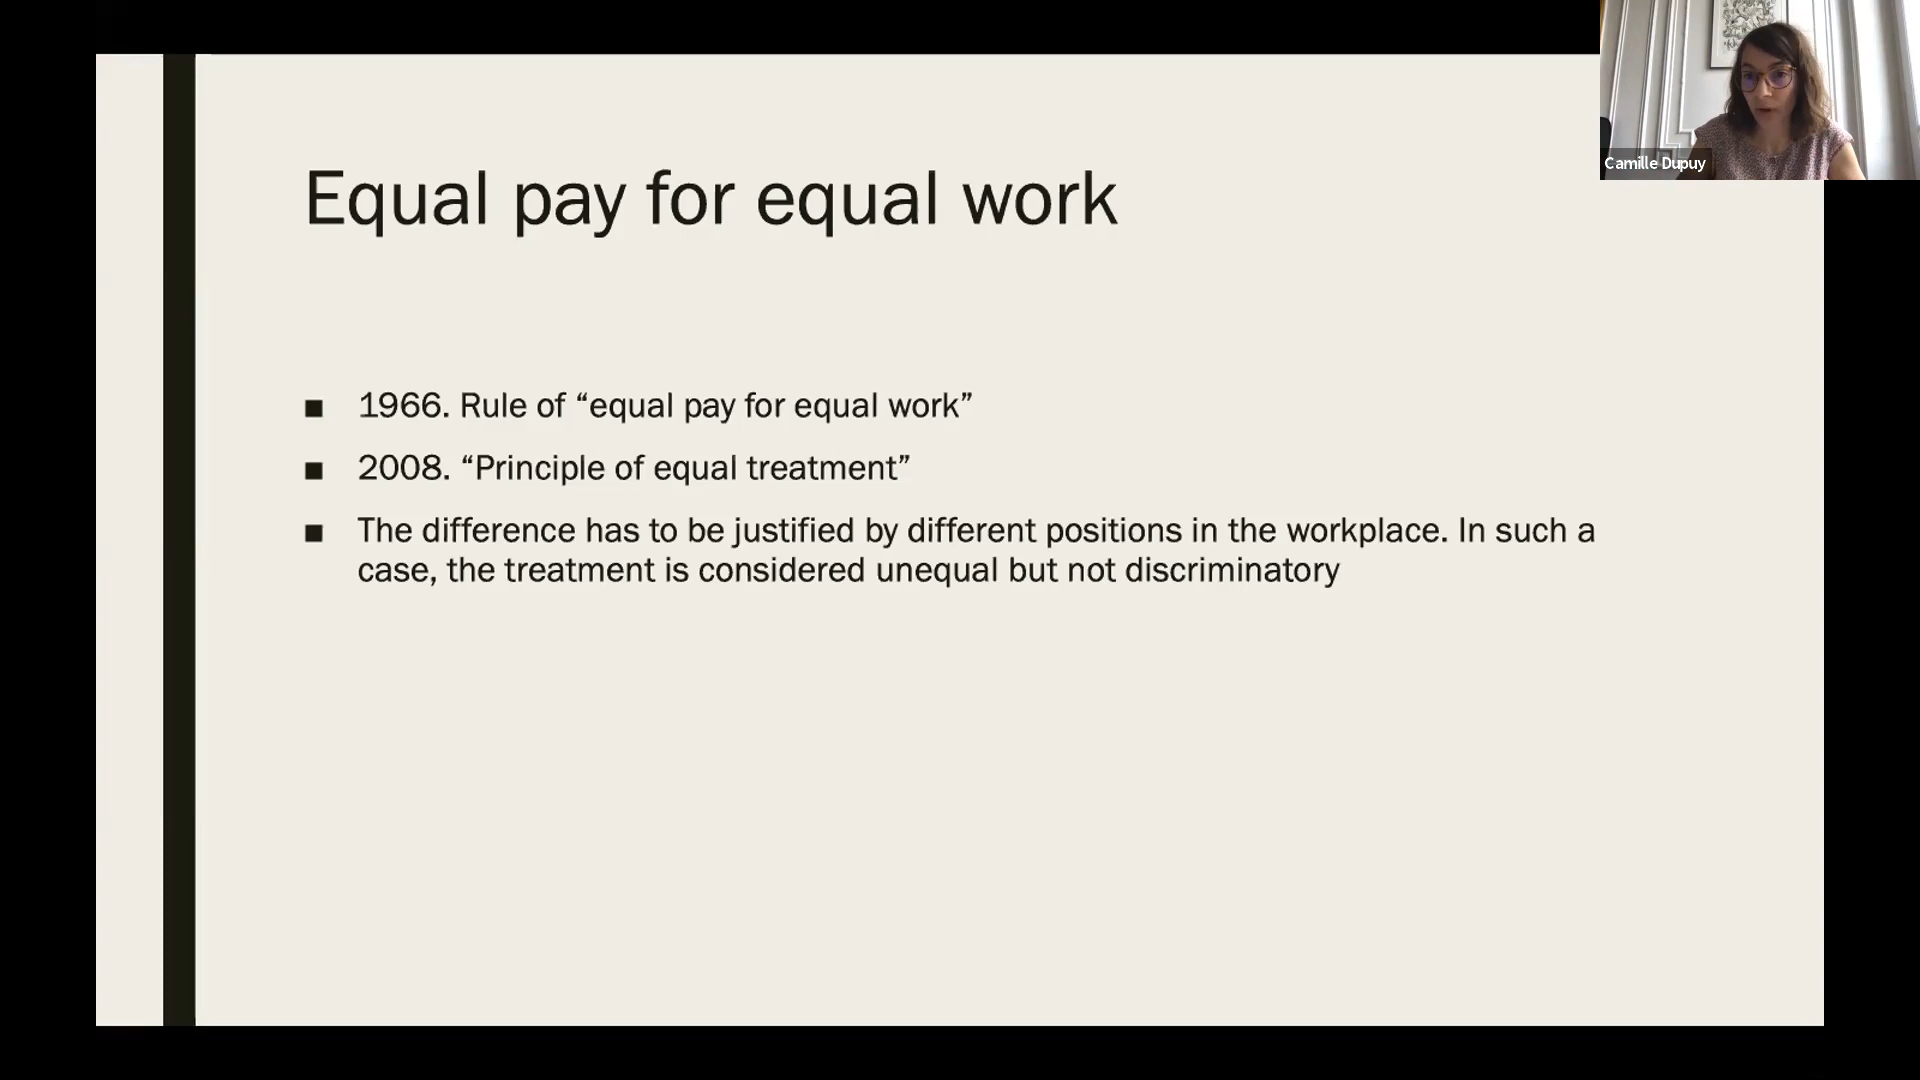 Camille Dupuy
Equal pay for equal work
■ 1966. Rule of “equal pay for equal work”
■ 2008. “Principle of equal treatment”
■ The difference has to be justified by different positions in the workplace. In such a
case, the treatment is considered unequal but not discriminatory